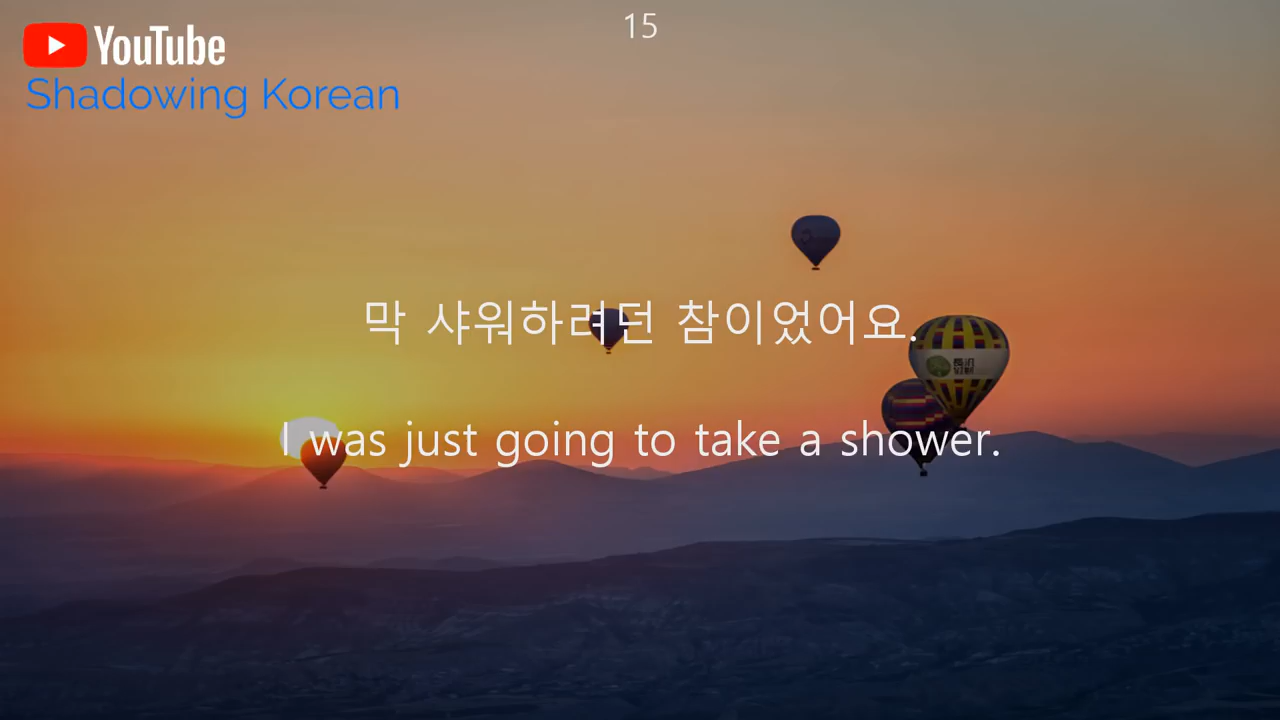 15
YouTube
Shadowing Korean
막 샤워하려던 참이었어요.
I was just going to take a shower.